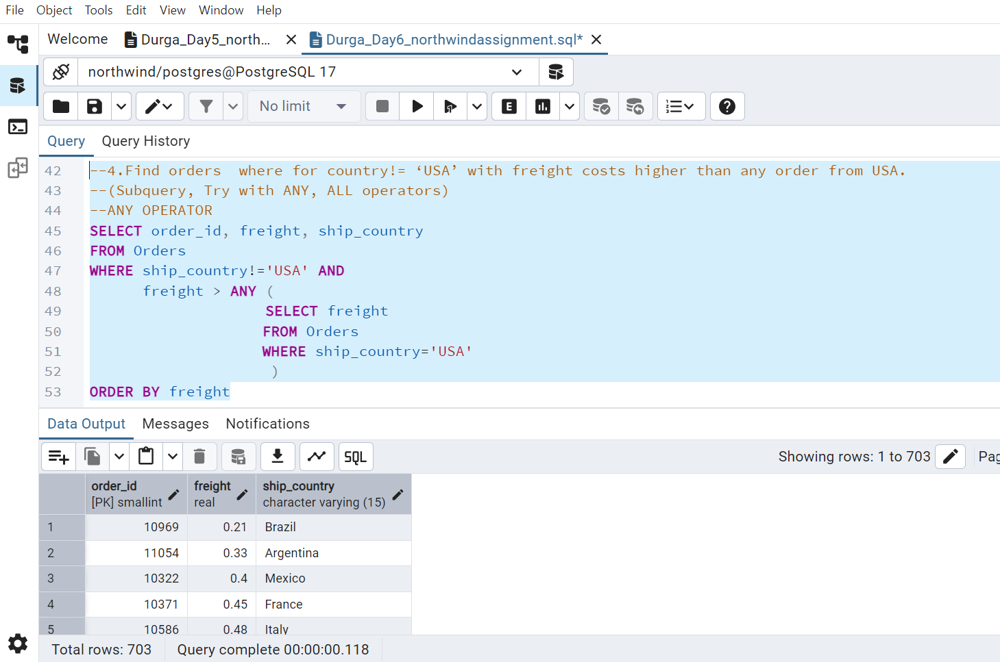 File Object Tools Edit View Window Help
Welcome Durga_Day5_north... Durga_Day6_northwindassignment.sql*
northwind/postgres@PostgreSQL 17
No limit E
Query Query History
42 --4.Find orders  where for country!= ‘USA’ with freight costs higher than any order from USA.
43 --(Subquery, Try with ANY, ALL operators)
44 --ANY OPERATOR
45 SELECT order_id, freight, ship_country
46 FROM Orders
47 WHERE ship_country!='USA' AND
48 freight > ANY (
49 SELECT freight
50 FROM Orders
51 WHERE ship_country='USA'
52 )
53 ORDER BY freight
Data Output Messages Notifications
SQL Showing rows: 1 to 703 Pag
order_id freight ship_country
[PK] smallint real character varying (15)
1 10969 0.21 Brazil
2 11054 0.33 Argentina
3 10322 0.4 Mexico
4 10371 0.45 France
5 10586 0.48 Italy
Total rows: 703 Query complete 00:00:00.118